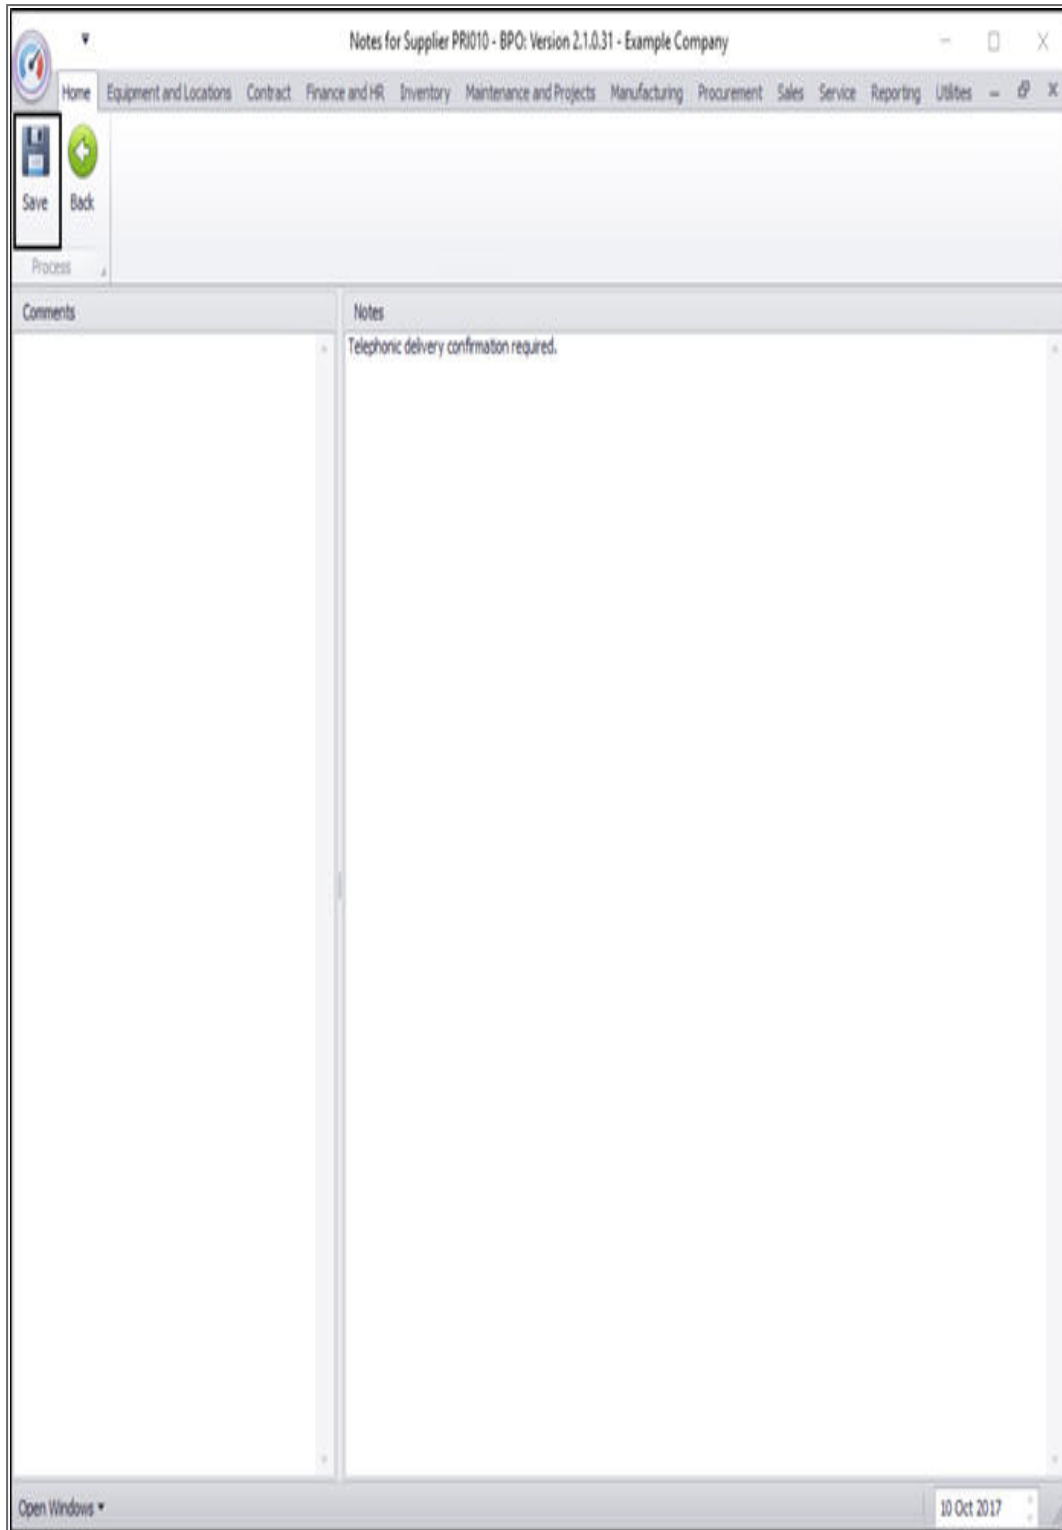 Notes for Supplier PRI010 - BPO: Version 2.1.0.31 - Example Company
Home Equipment and Locations Contract Finance and HR Inventory Maintenance and Projects Manufacturing Procurement Sales Service Reporting Utilities
Save Back
Process
Comments Notes
Telephonic delivery confirmation required.
Open Windows 10 Oct 2017